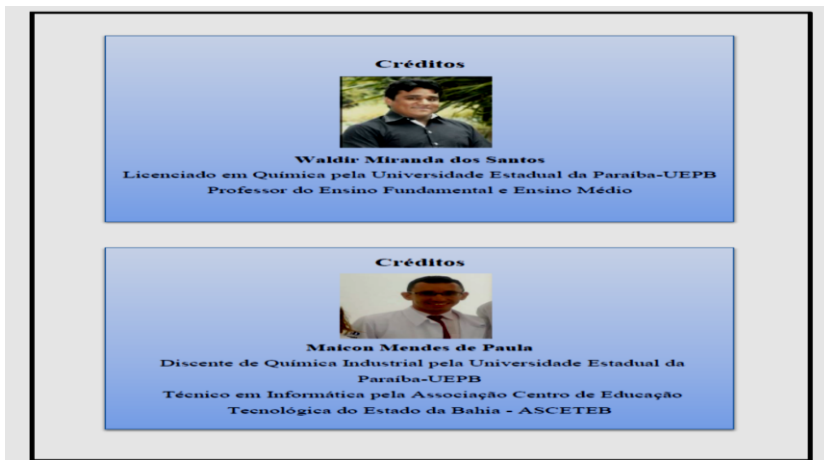 Créditos
Waldir Miranda dos Santos
Licenciado em Química pela Universidade Estadual da Paraíba-UEPB
Professor do Ensino Fundamental e Ensino Médio
Créditos
Maicon Mendes de Paula
Discente de Química Industrial pela Universidade Estadual da
Paraíba-UEPB
Técnico em Informática pela Associação Centro de Educação
Tecnológica do Estado da Bahia - ASCETEB